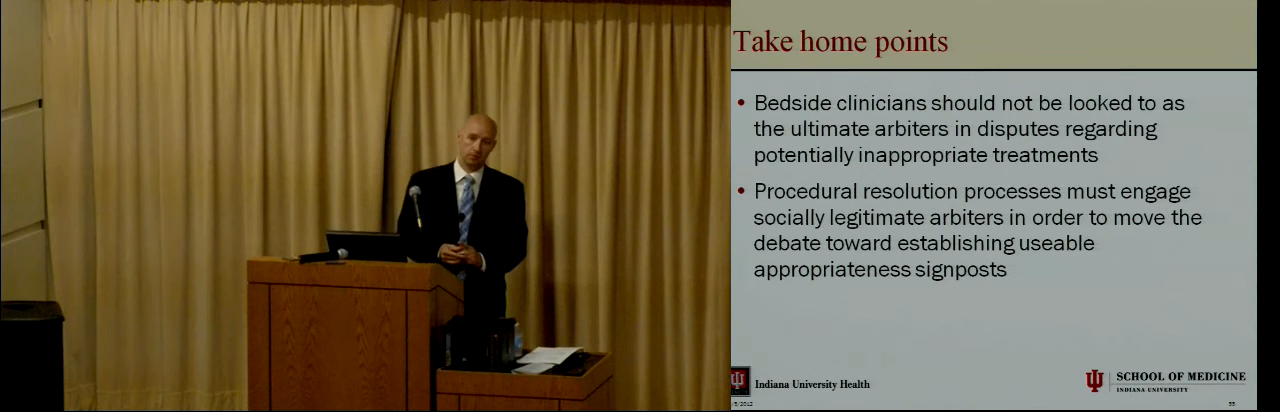 Take home points
• Bedside clinicians should not be looked to as
the ultimate arbiters in disputes regarding
potentially inappropriate treatments
• Procedural resolution processes must engage
socially legitimate arbiters in order to move the
debate toward establishing useable
appropriateness signposts
Indiana University Health
SCHOOL OF MEDICINE
INDIANA UNIVERSITY